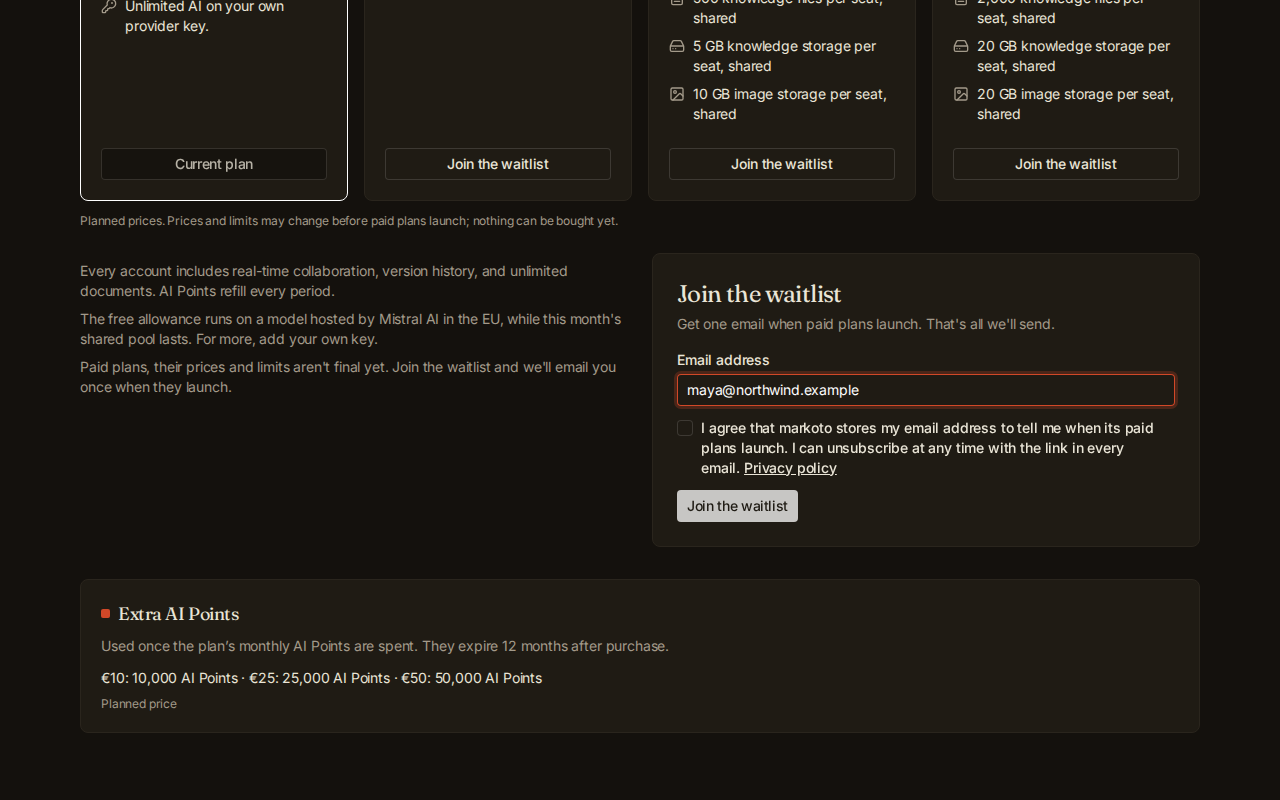 Unlimited AI on your own
provider key.
Current plan
Join the waitlist
500 knowledge files per seat,
shared
5 GB knowledge storage per
seat, shared
10 GB image storage per seat,
shared
Join the waitlist
2,000 knowledge files per
seat, shared
20 GB knowledge storage per
seat, shared
20 GB image storage per seat,
shared
Join the waitlist
Planned prices. Prices and limits may change before paid plans launch; nothing can be bought yet.
Every account includes real-time collaboration, version history, and unlimited
documents. AI Points refill every period.
The free allowance runs on a model hosted by Mistral AI in the EU, while this month's
shared pool lasts. For more, add your own key.
Paid plans, their prices and limits aren't final yet. Join the waitlist and we'll email you
once when they launch.
Join the waitlist
Get one email when paid plans launch. That's all we'll send.
Email address
maya@northwind.example
I agree that markoto stores my email address to tell me when its paid
plans launch. I can unsubscribe at any time with the link in every
email. Privacy policy
Join the waitlist
Extra AI Points
Used once the plan’s monthly AI Points are spent. They expire 12 months after purchase.
€10: 10,000 AI Points · €25: 25,000 AI Points · €50: 50,000 AI Points
Planned price